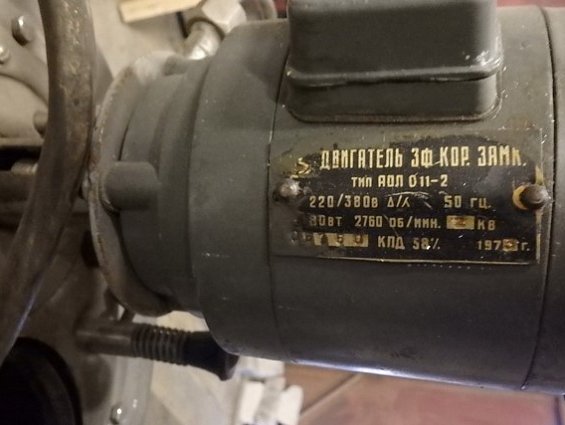 ДВИГАТЕЛЬ 3Ф. КОР. ЗАМК.
ТИП АОЛ 011-2
220/380В Δ/⅄ 50 ГЦ.
80ВТ 2760 ОБ/МИН. КВ
КПД 58% 197 Г.